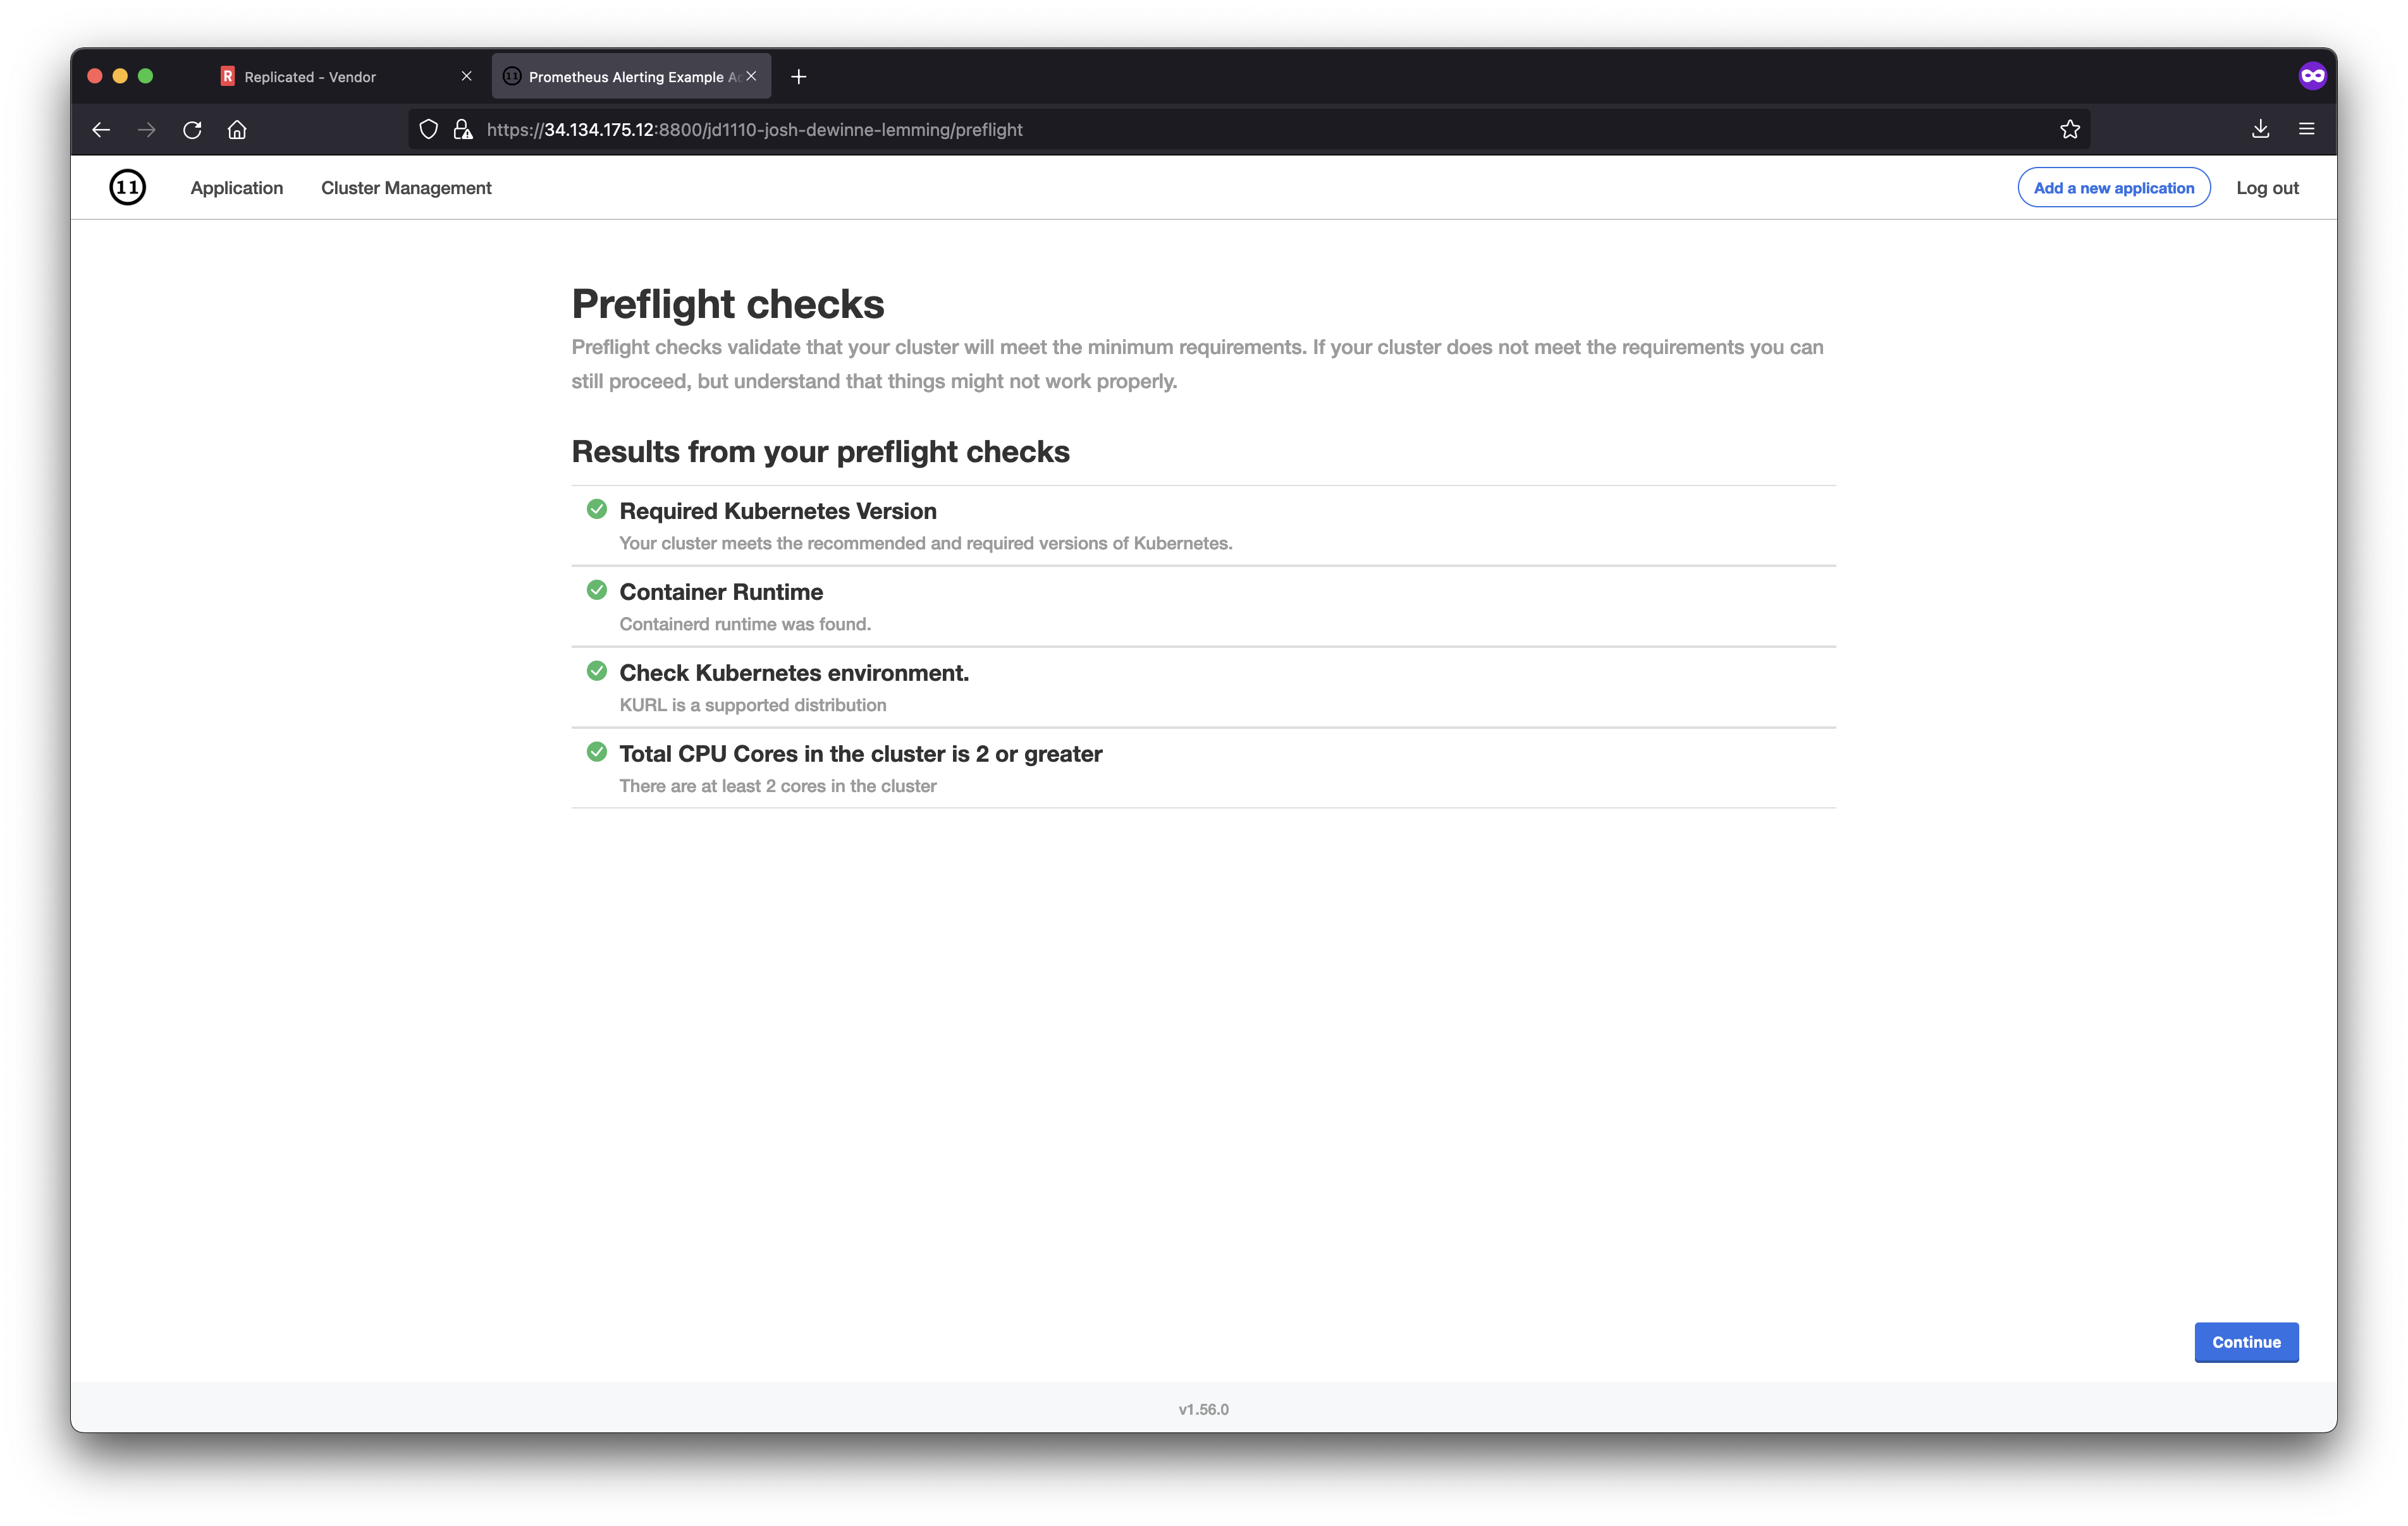 R Replicated - Vendor
11 Prometheus Alerting Example Ac
https://34.134.175.12:8800/jd1110-josh-dewinne-lemming/preflight
11 Application Cluster Management Add a new application Log out
Preflight checks
Preflight checks validate that your cluster will meet the minimum requirements. If your cluster does not meet the requirements you can
still proceed, but understand that things might not work properly.
Results from your preflight checks
Required Kubernetes Version
Your cluster meets the recommended and required versions of Kubernetes.
Container Runtime
Containerd runtime was found.
Check Kubernetes environment.
KURL is a supported distribution
Total CPU Cores in the cluster is 2 or greater
There are at least 2 cores in the cluster
Continue
v1.56.0